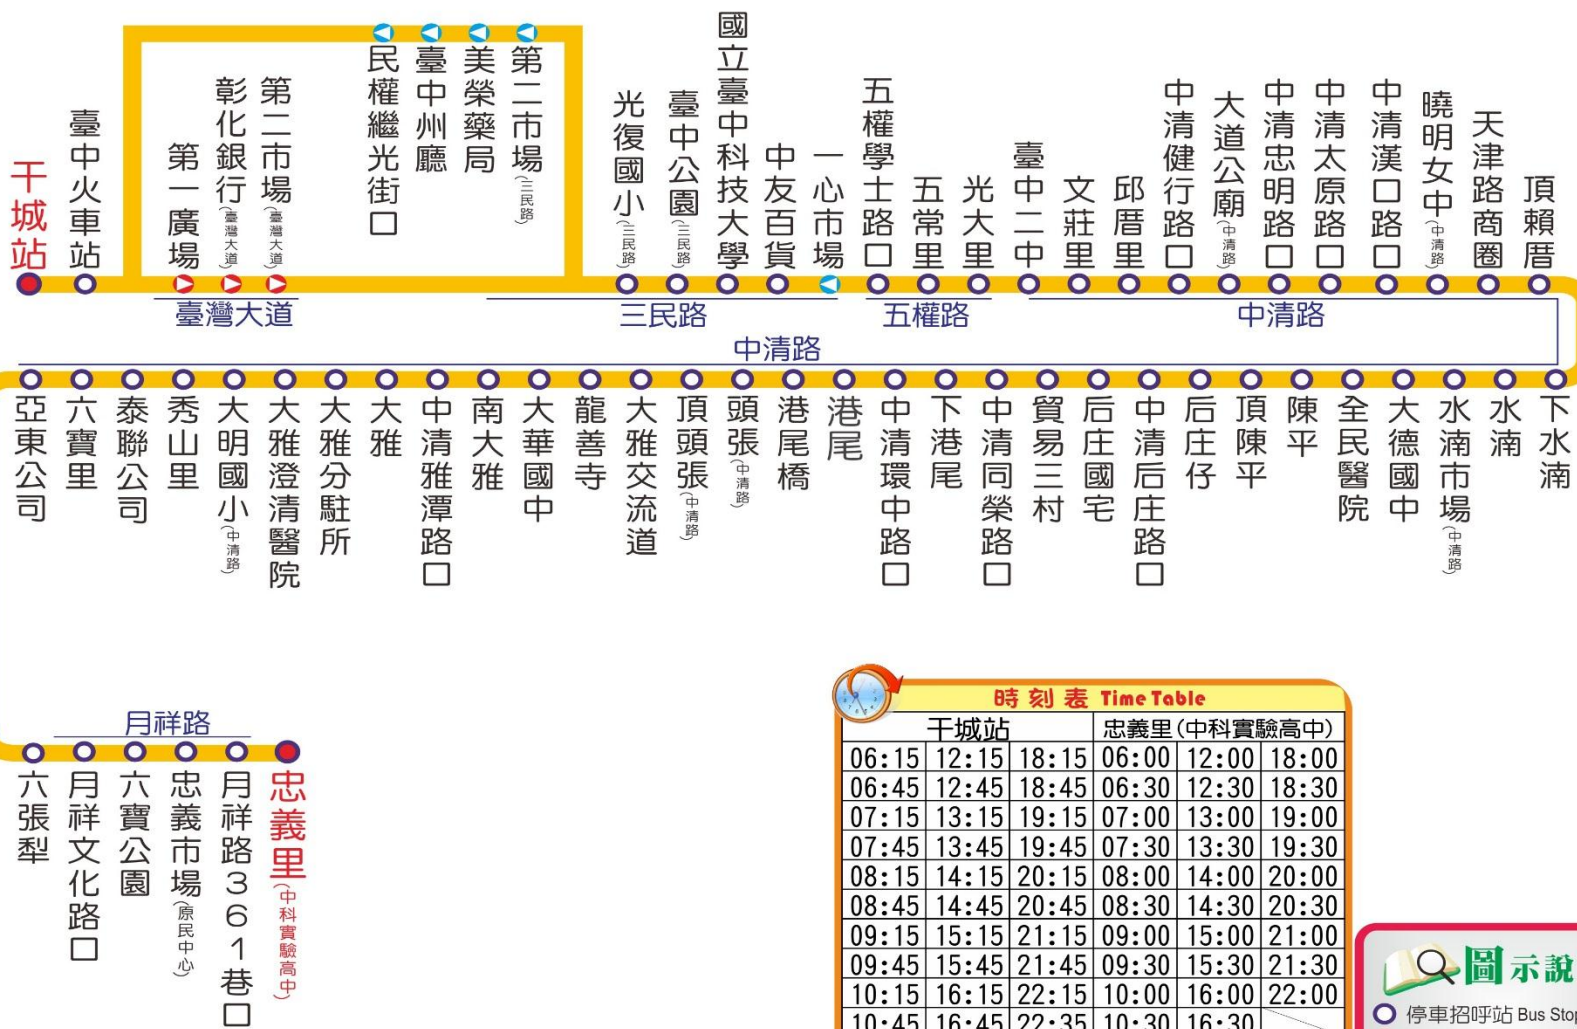 干城站
臺中火車站
第一廣場
彰化銀行(臺灣大道)
第二市場(臺灣大道)
民權繼光街口
臺中州廳
美榮藥局
第二市場(三民路)
光復國小(三民路)
臺中公園(三民路)
國立臺中科技大學
中友百貨
一心市場
五權學士路口
五常里
光大里
臺中二中
文莊里
邱厝里
中清健行路口
大道公廟(中清路)
中清忠明路口
中清太原路口
中清漢口路口
曉明女中(中清路)
天津路商圈
頂賴厝
臺灣大道
三民路
五權路
中清路
中清路
亞東公司
六寶里
泰聯公司
秀山里
大明國小(中清路)
大雅澄清醫院
大雅分駐所
大雅
中清雅潭路口
南大雅
大華國中
龍善寺
大雅交流道
頂頭張(中清路)
頭張(中清路)
港尾橋
港尾
中清環中路口
下港尾
中清同榮路口
貿易三村
后庄國宅
中清后庄路口
后庄仔
頂陳平
陳平
全民醫院
大德國中
水湳市場(中清路)
水湳
下水湳
月祥路
六張犁
月祥文化路口
六寶公園
忠義市場(原民中心)
月祥路361巷口
忠義里(中科實驗高中)
時刻表 Time Table
干城站 忠義里(中科實驗高中)
06:15 12:15 18:15 06:00 12:00 18:00
06:45 12:45 18:45 06:30 12:30 18:30
07:15 13:15 19:15 07:00 13:00 19:00
07:45 13:45 19:45 07:30 13:30 19:30
08:15 14:15 20:15 08:00 14:00 20:00
08:45 14:45 20:45 08:30 14:30 20:30
09:15 15:15 21:15 09:00 15:00 21:00
09:45 15:45 21:45 09:30 15:30 21:30
10:15 16:15 22:15 10:00 16:00 22:00
10:45 16:45 22:35 10:30 16:30
圖示說
停車招呼站 Bus Stop